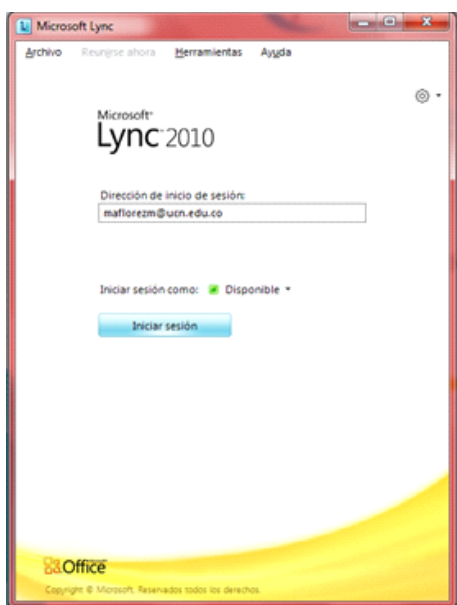 Microsoft Lync
Archivo Reunirse ahora Herramientas Ayuda
Microsoft®
Lync™ 2010
Dirección de inicio de sesión:
maflorezm@ucn.edu.co
Iniciar sesión como: Disponible
Iniciar sesión
Office
Copyright © Microsoft. Reservados todos los derechos.